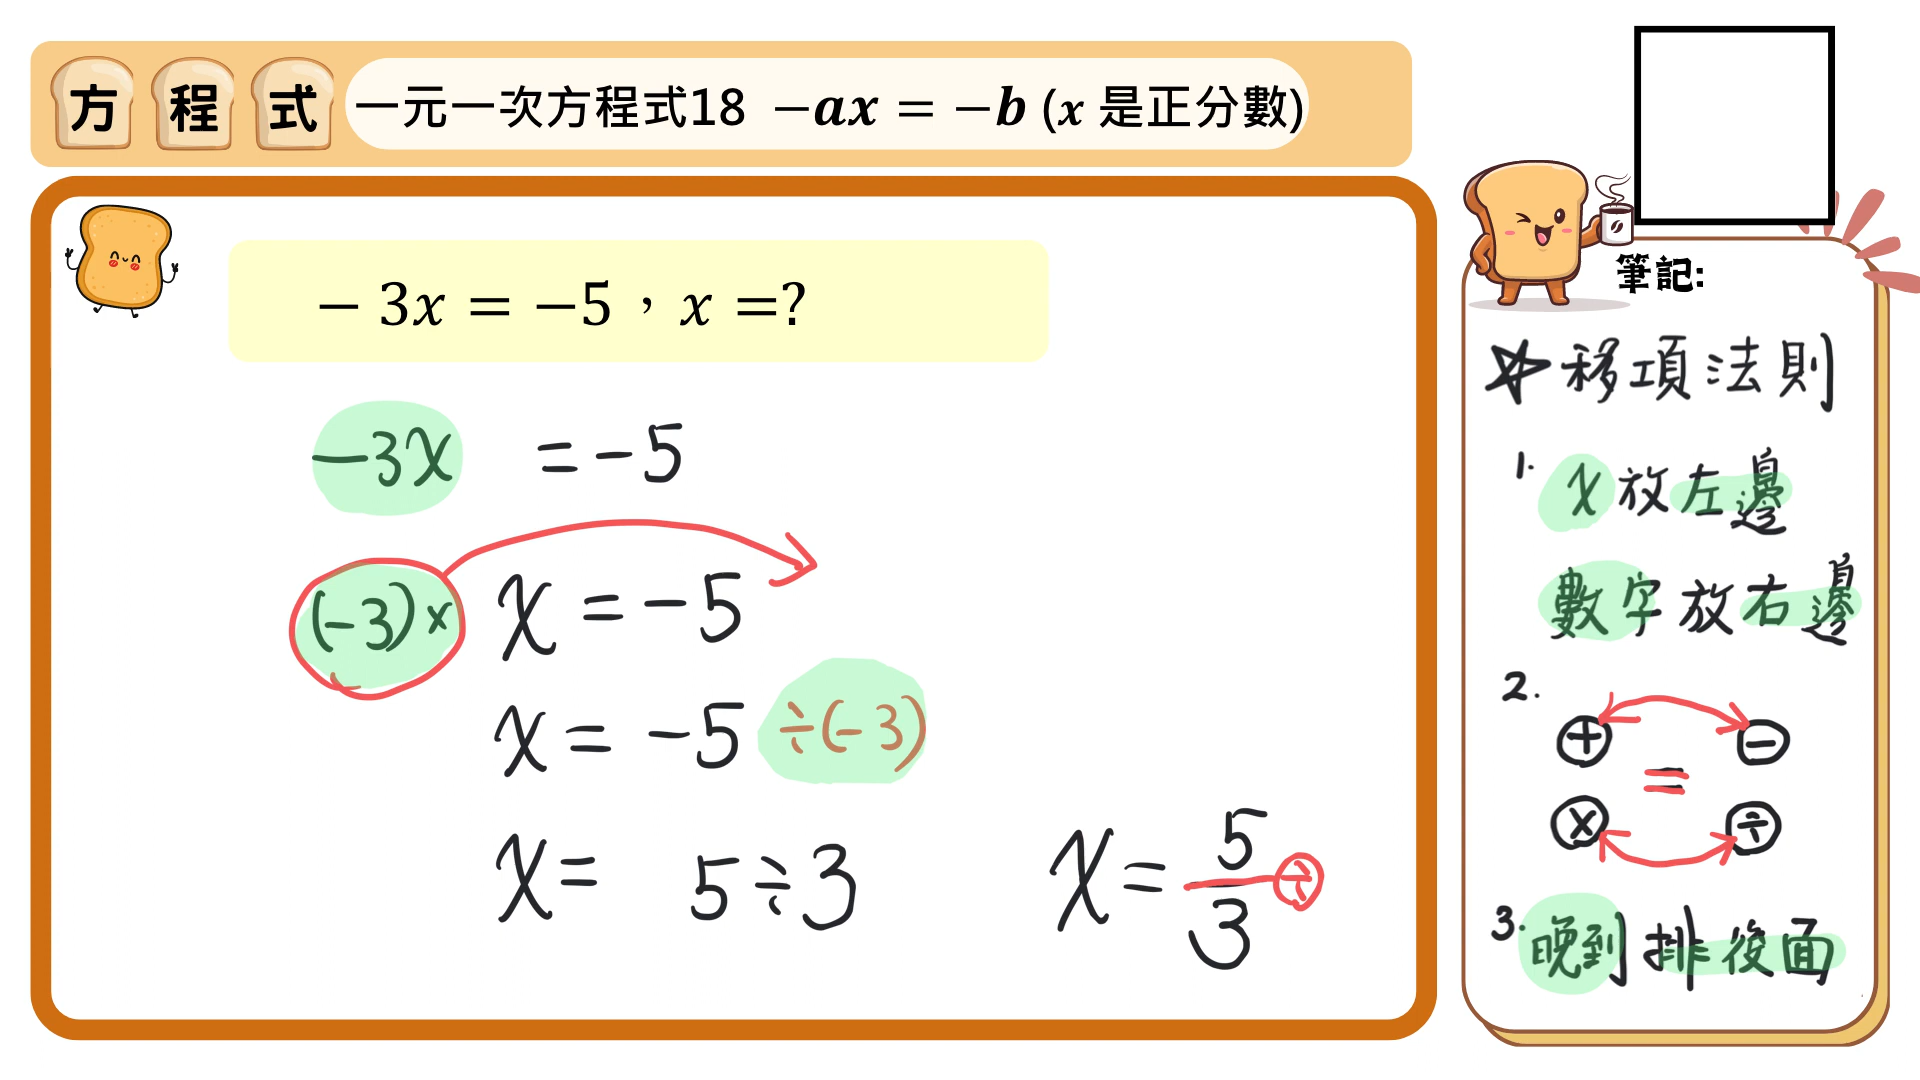 方程式 一元一次方程式18 −ax = −b (x 是正分數)
− 3x = −5，x =?
−3x = −5
(−3)× x = −5
x = −5 ÷(−3)
x = 5÷3
x = 5/3 ÷
筆記:
☆移項法則
1. x放左邊
數字放右邊
2.
+ −
=
× ÷
3. 晚到排後面